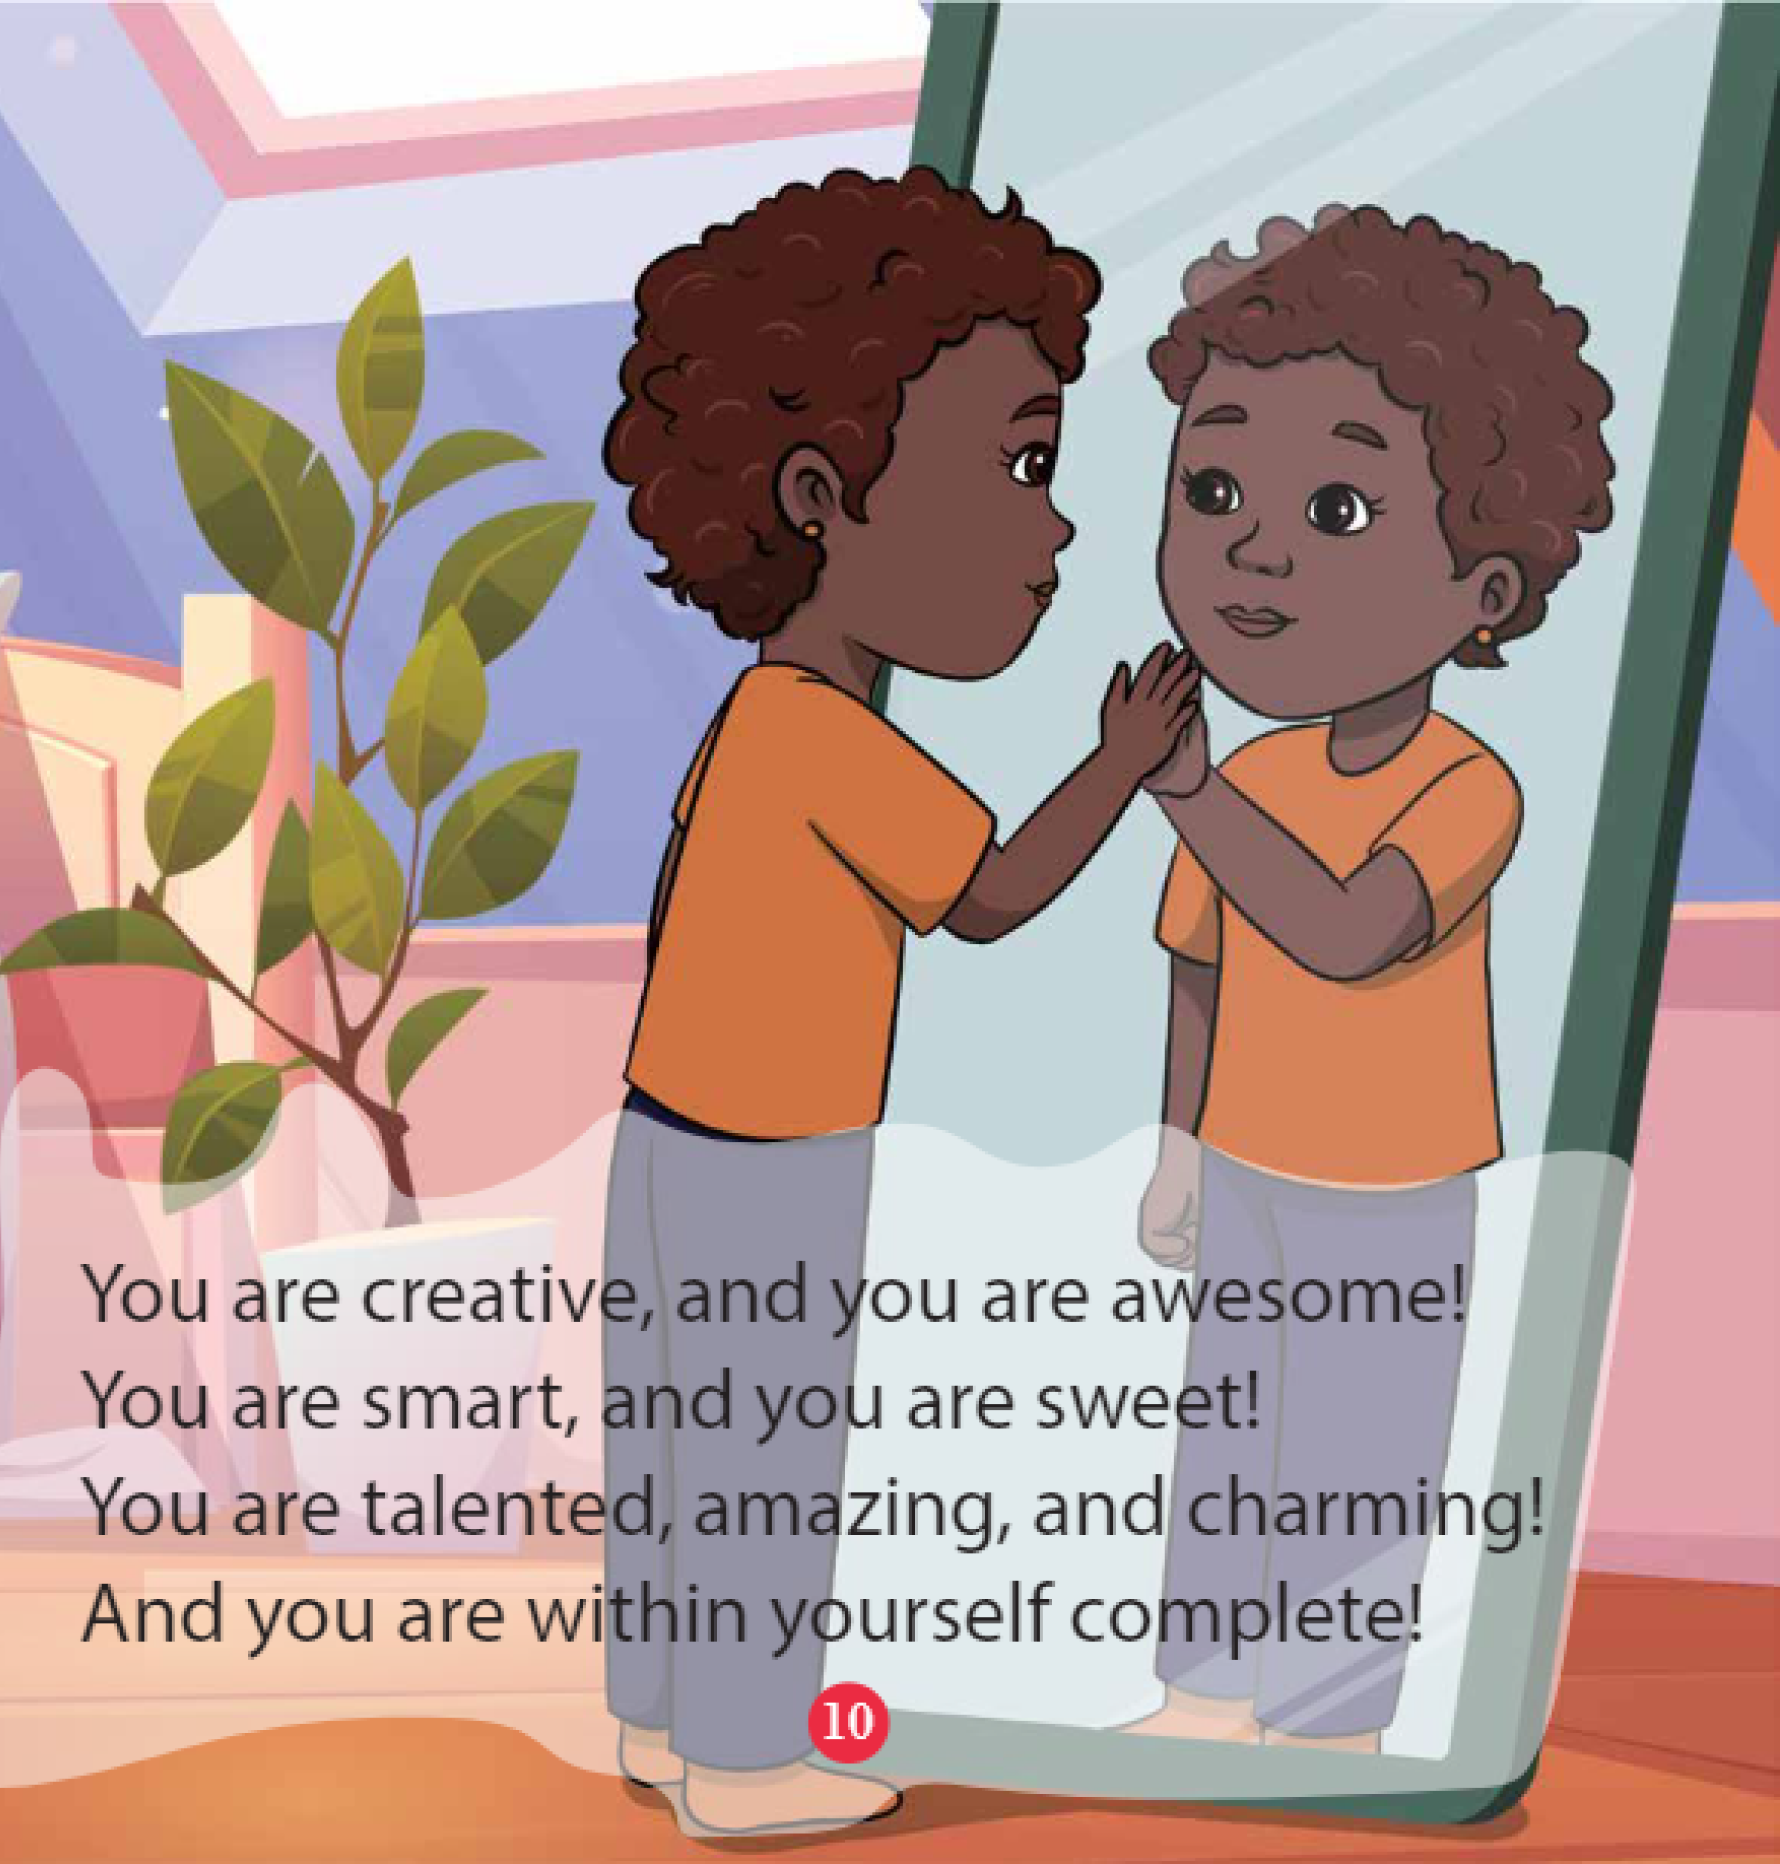 You are creative, and you are awesome!
You are smart, and you are sweet!
You are talented, amazing, and charming!
And you are within yourself complete!
10